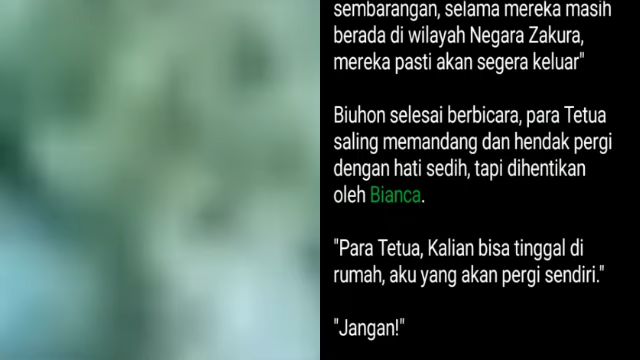 sembarangan, selama mereka masih
berada di wilayah Negara Zakura,
mereka pasti akan segera keluar"
Biuhon selesai berbicara, para Tetua
saling memandang dan hendak pergi
dengan hati sedih, tapi dihentikan
oleh Bianca.
"Para Tetua, Kalian bisa tinggal di
rumah, aku yang akan pergi sendiri."
"Jangan!"